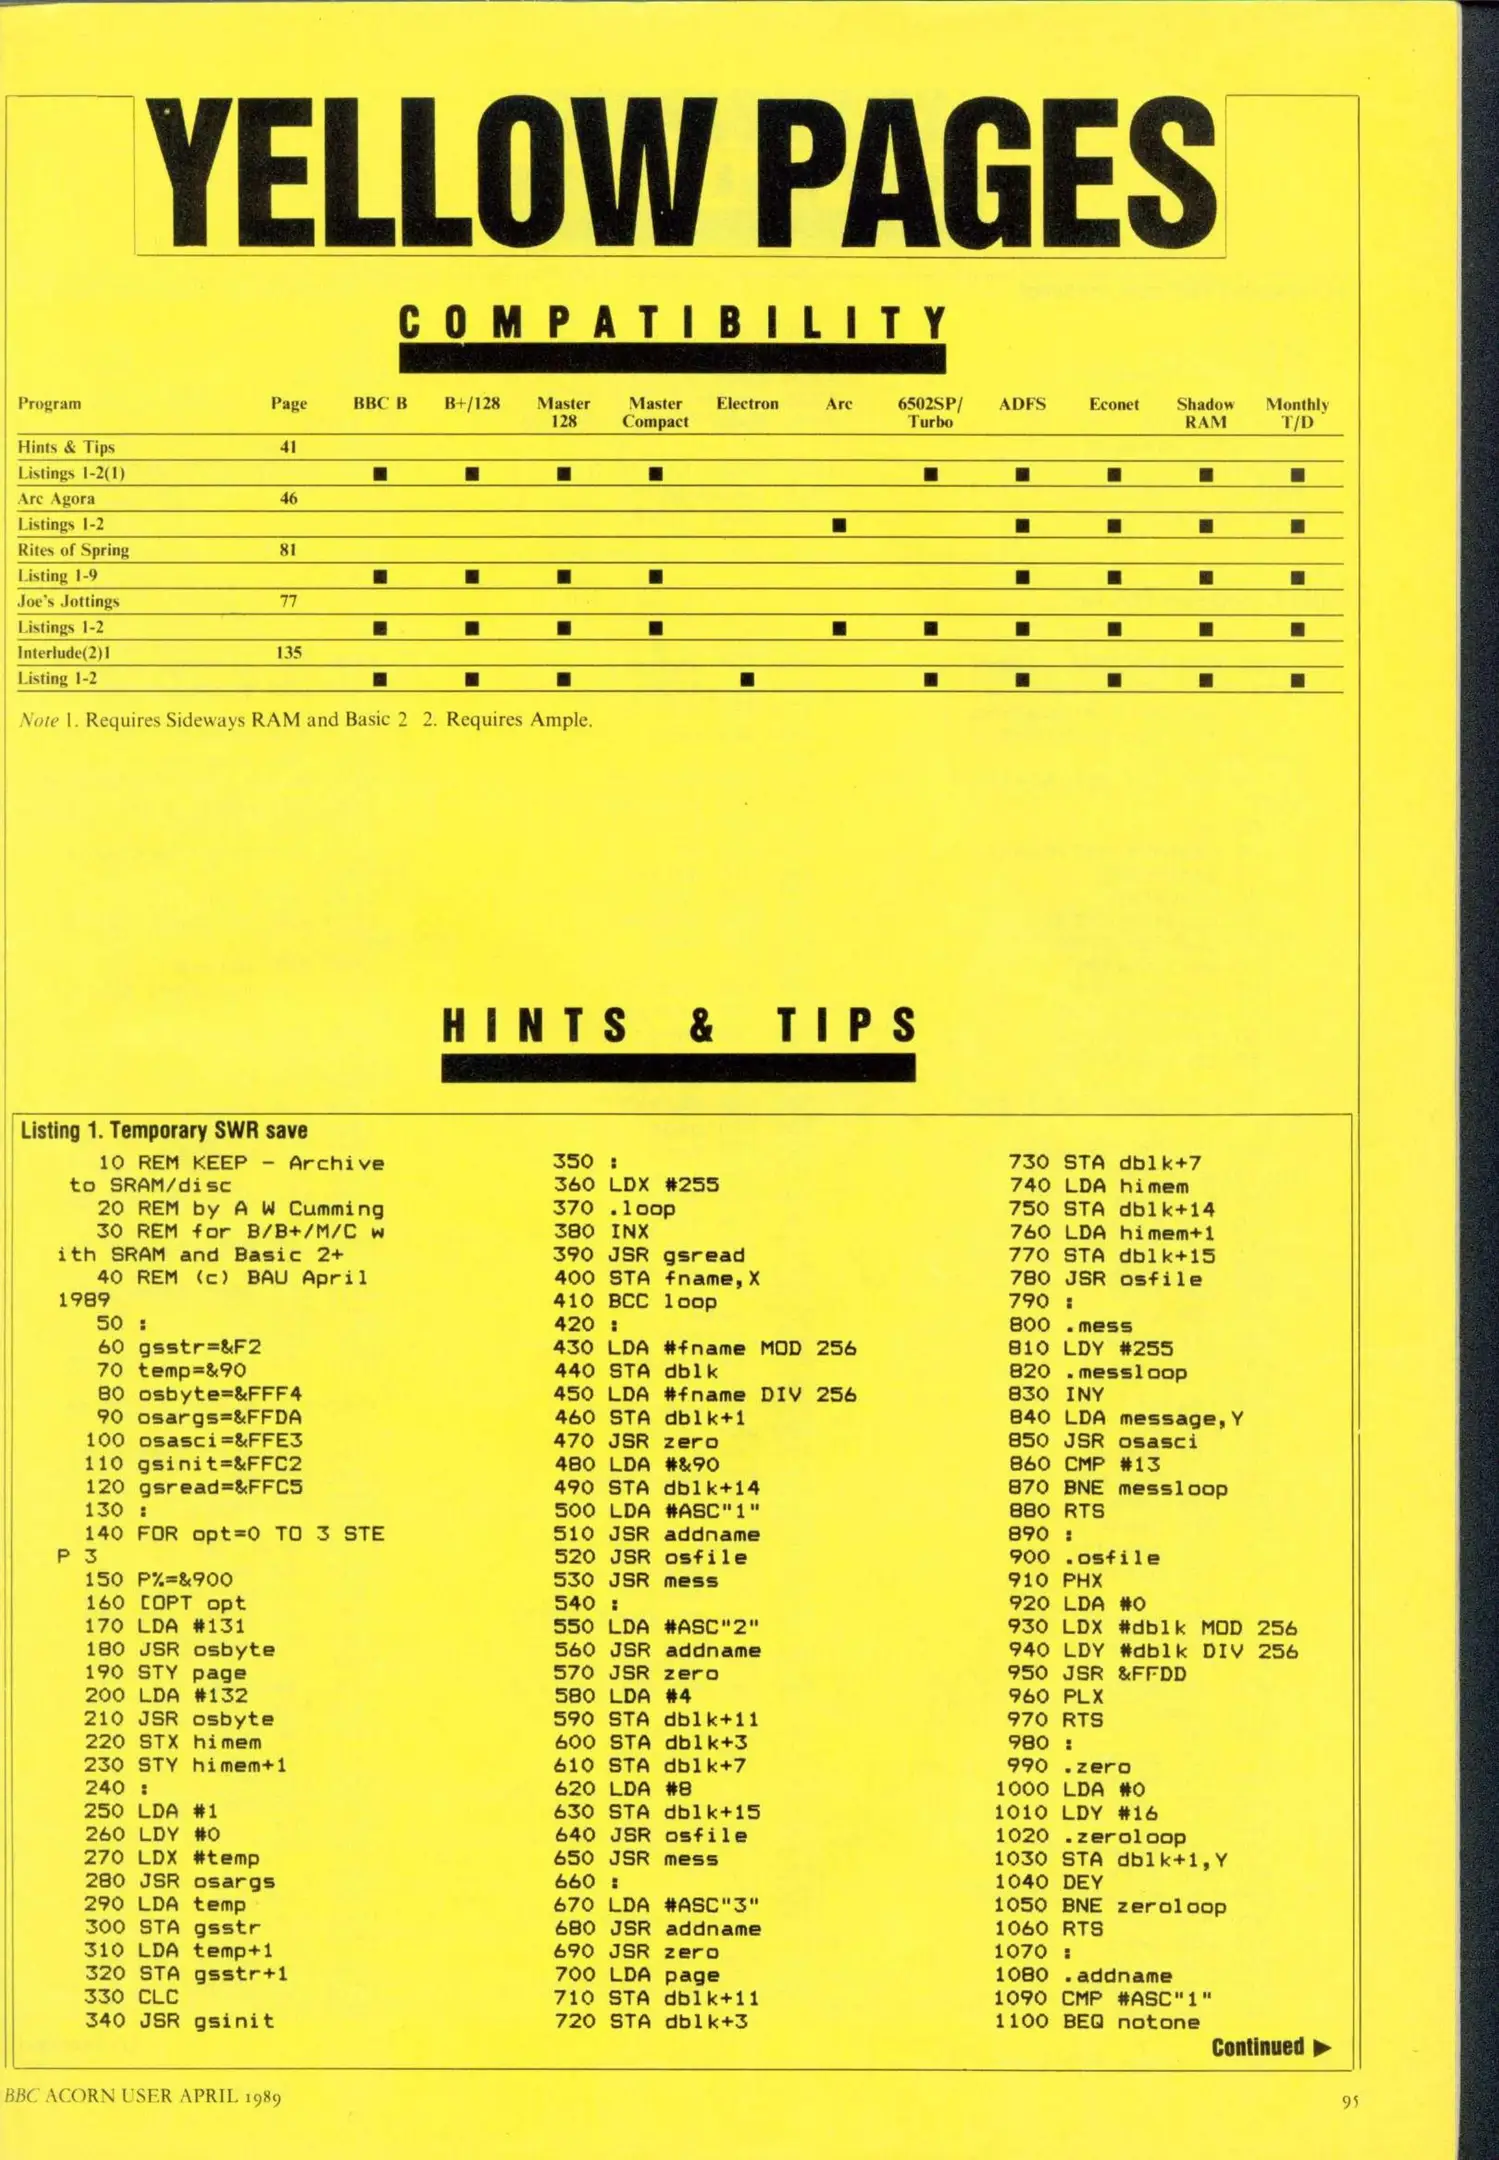 YELLOW PAGES
COMPATIBILITY
Program Page BBC B B+/128 Master 128 Master Compact Electron Arc 6502SP/ Turbo ADFS Econet Shadow RAM Monthly T/D
Hints & Tips 41
Listings 1-2(1) ■ ■ ■ ■ ■ ■ ■ ■ ■
Arc Agora 46
Listings 1-2 ■ ■ ■ ■ ■
Rites of Spring 81
Listing 1-9 ■ ■ ■ ■ ■ ■ ■ ■
Joe's Jottings 77
Listings 1-2 ■ ■ ■ ■ ■ ■ ■ ■ ■ ■
Interlude(2)1 135
Listing 1-2 ■ ■ ■ ■ ■ ■ ■ ■ ■
Note 1. Requires Sideways RAM and Basic 2 2. Requires Ample.
HINTS & TIPS
Listing 1. Temporary SWR save
10 REM KEEP - Archive
to SRAM/disc
20 REM by A W Cumming
30 REM for B/B+/M/C w
ith SRAM and Basic 2+
40 REM (c) BAU April
1989
50 :
60 gsstr=&F2
70 temp=&90
80 osbyte=&FFF4
90 osargs=&FFDA
100 osasci=&FFE3
110 gsinit=&FFC2
120 gsread=&FFC5
130 :
140 FOR opt=0 TO 3 STE
P 3
150 P%=&900
160 [OPT opt
170 LDA #131
180 JSR osbyte
190 STY page
200 LDA #132
210 JSR osbyte
220 STX himem
230 STY himem+1
240 :
250 LDA #1
260 LDY #0
270 LDX #temp
280 JSR osargs
290 LDA temp
300 STA gsstr
310 LDA temp+1
320 STA gsstr+1
330 CLC
340 JSR gsinit
350 :
360 LDX #255
370 .loop
380 INX
390 JSR gsread
400 STA fname,X
410 BCC loop
420 :
430 LDA #fname MOD 256
440 STA dblk
450 LDA #fname DIV 256
460 STA dblk+1
470 JSR zero
480 LDA #&90
490 STA dblk+14
500 LDA #ASC"1"
510 JSR addname
520 JSR osfile
530 JSR mess
540 :
550 LDA #ASC"2"
560 JSR addname
570 JSR zero
580 LDA #4
590 STA dblk+11
600 STA dblk+3
610 STA dblk+7
620 LDA #8
630 STA dblk+15
640 JSR osfile
650 JSR mess
660 :
670 LDA #ASC"3"
680 JSR addname
690 JSR zero
700 LDA page
710 STA dblk+11
720 STA dblk+3
730 STA dblk+7
740 LDA himem
750 STA dblk+14
760 LDA himem+1
770 STA dblk+15
780 JSR osfile
790 :
800 .mess
810 LDY #255
820 .messloop
830 INY
840 LDA message,Y
850 JSR osasci
860 CMP #13
870 BNE messloop
880 RTS
890 :
900 .osfile
910 PHX
920 LDA #0
930 LDX #dblk MOD 256
940 LDY #dblk DIV 256
950 JSR &FFDD
960 PLX
970 RTS
980 :
990 .zero
1000 LDA #0
1010 LDY #16
1020 .zeroloop
1030 STA dblk+1,Y
1040 DEY
1050 BNE zeroloop
1060 RTS
1070 :
1080 .addname
1090 CMP #ASC"1"
1100 BEQ notone
Continued ▶
BBC ACORN USER APRIL 1989
95